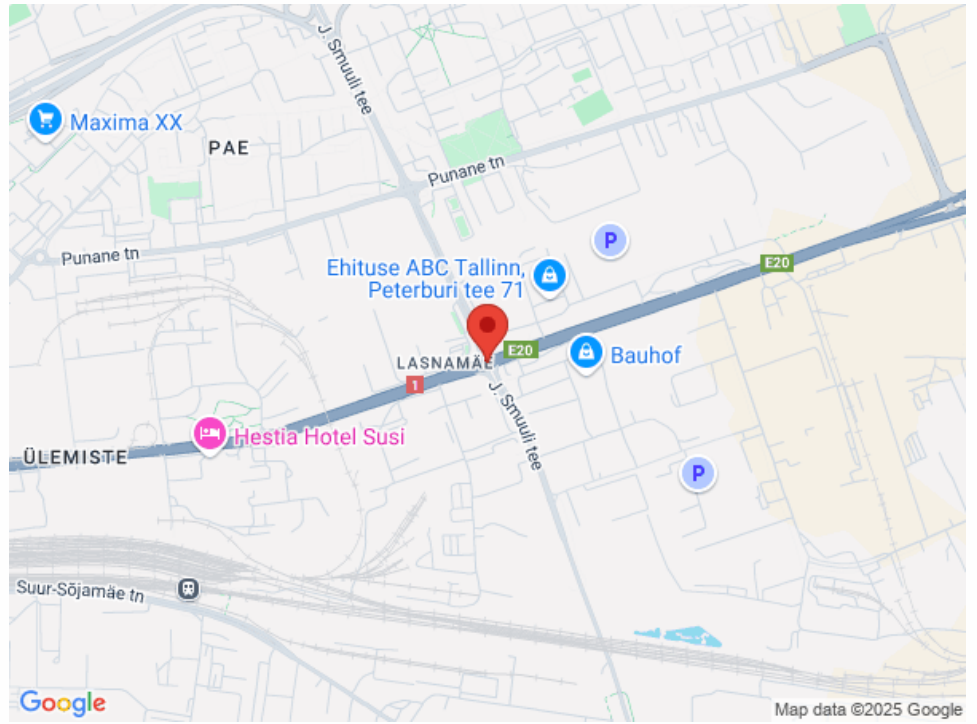 J. Smuuli tee
Maxima XX
PAE
Punane tn
Punane tn
P
E20
Ehituse ABC Tallinn,
Peterburi tee 71
E20
Bauhof
LASNAMÄE
1
J. Smuuli tee
Hestia Hotel Susi
ÜLEMISTE
P
Suur-Sõjamäe tn
Google
Map data ©2025 Google